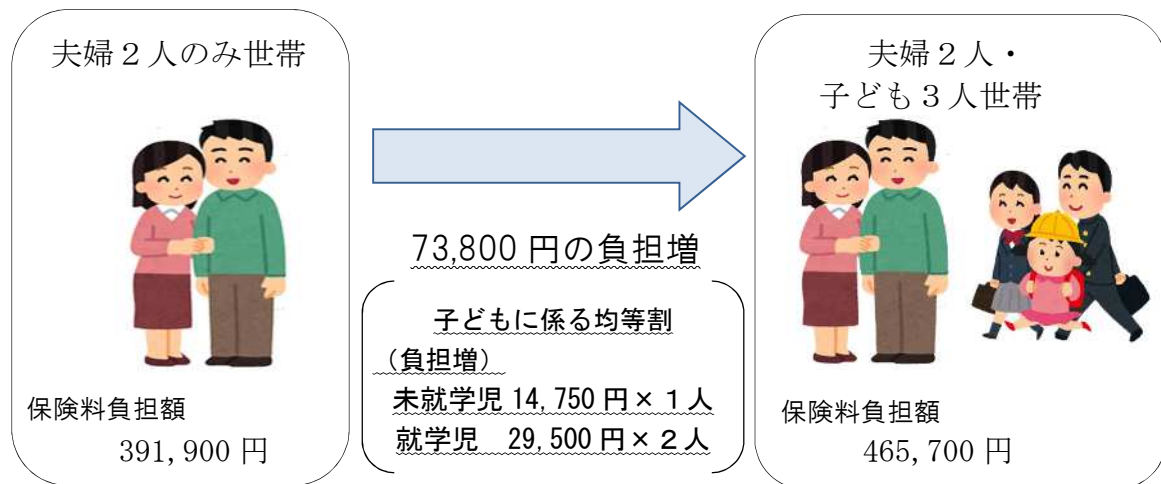 夫婦２人のみ世帯
保険料負担額
391,900 円
73,800 円の負担増
子どもに係る均等割
（負担増）
未就学児 14,750 円×１人
就学児　29,500 円×２人
夫婦２人・
子ども３人世帯
保険料負担額
465,700 円